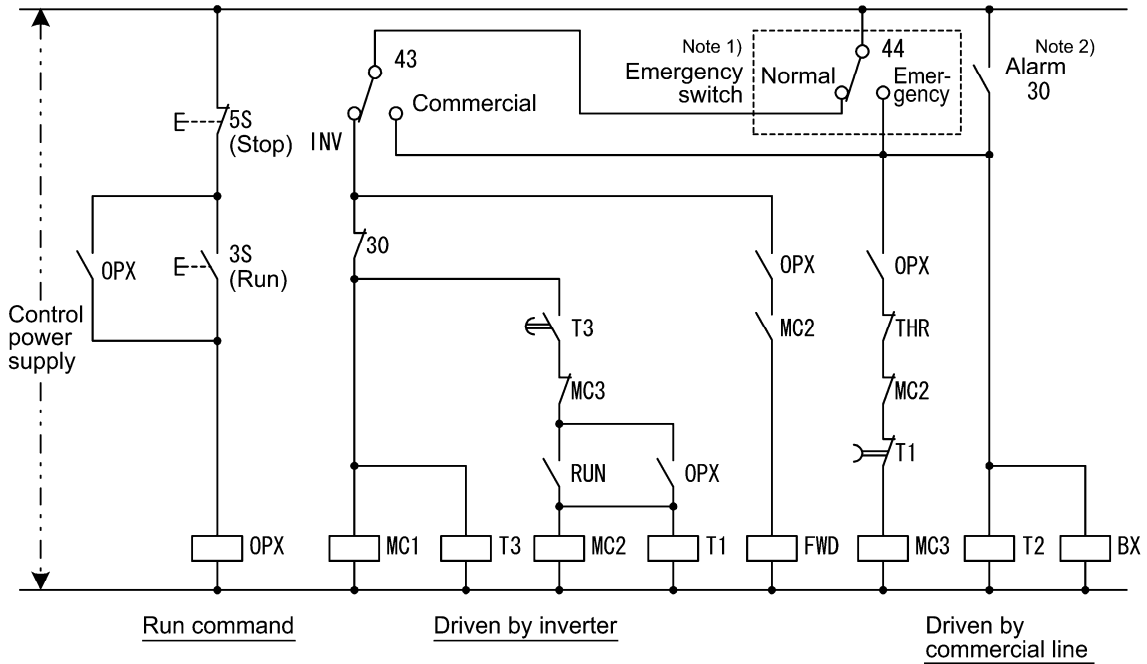 Note 1)
Emergency
switch
Normal
44
Emer-
gency
Note 2)
Alarm
30
43
Commercial
INV
5S
(Stop)
OPX
3S
(Run)
30
Control
power
supply
T3
MC3
RUN
OPX
OPX
MC2
OPX
THR
MC2
T1
OPX
MC1
T3
MC2
T1
FWD
MC3
T2
BX
Run command
Driven by inverter
Driven by
commercial line